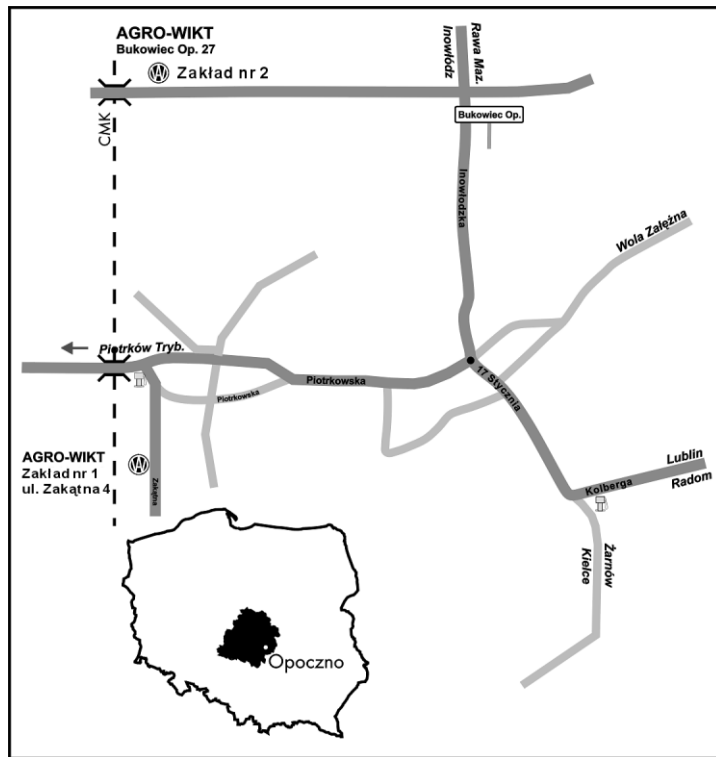 AGRO-WIKT
Bukowiec Op. 27
Zakład nr 2
CMK
Inowłódz
Rawa Maz.
Bukowiec Op.
Inowłodzka
Wola Załężna
Piotrków Tryb.
Piotrkowska
Piotrkowska
17 Stycznia
AGRO-WIKT
Zakład nr 1
ul. Zakątna 4
Zakątna
Kolberga
Lublin
Radom
Kielce
Żarnów
Opoczno